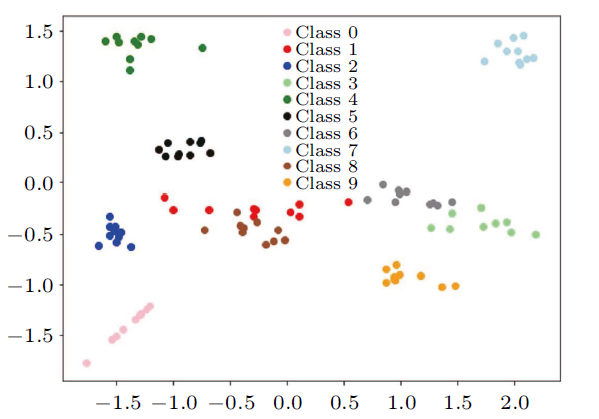 1.5
1.0
0.5
0.0
−0.5
−1.0
−1.5
Class 0
Class 1
Class 2
Class 3
Class 4
Class 5
Class 6
Class 7
Class 8
Class 9
−1.5 −1.0 −0.5 0.0 0.5 1.0 1.5 2.0